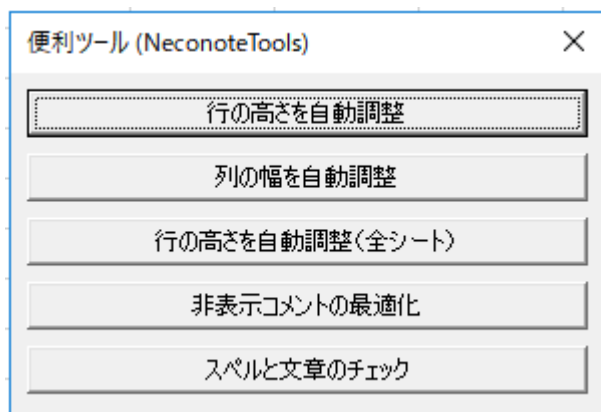 便利ツール (NeconoteTools)
行の高さを自動調整
列の幅を自動調整
行の高さを自動調整(全シート)
非表示コメントの最適化
スペルと文章のチェック